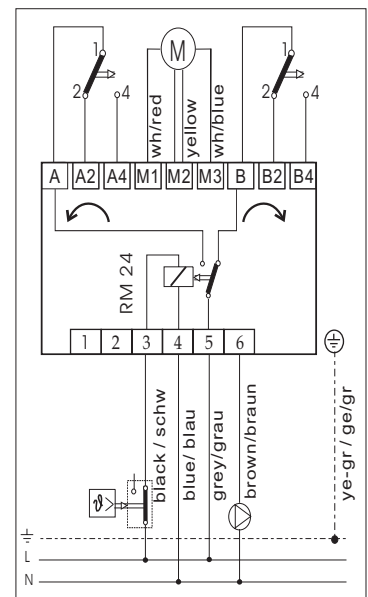 M
1 1
2 4 2 4
wh/red
yellow
wh/blue
A A2 A4 M1 M2 M3 B B2 B4
RM 24
1 2 3 4 5 6
black / schw
blue/ blau
grey/grau
brown/braun
ye-gr / ge/gr
ϑ
L
N